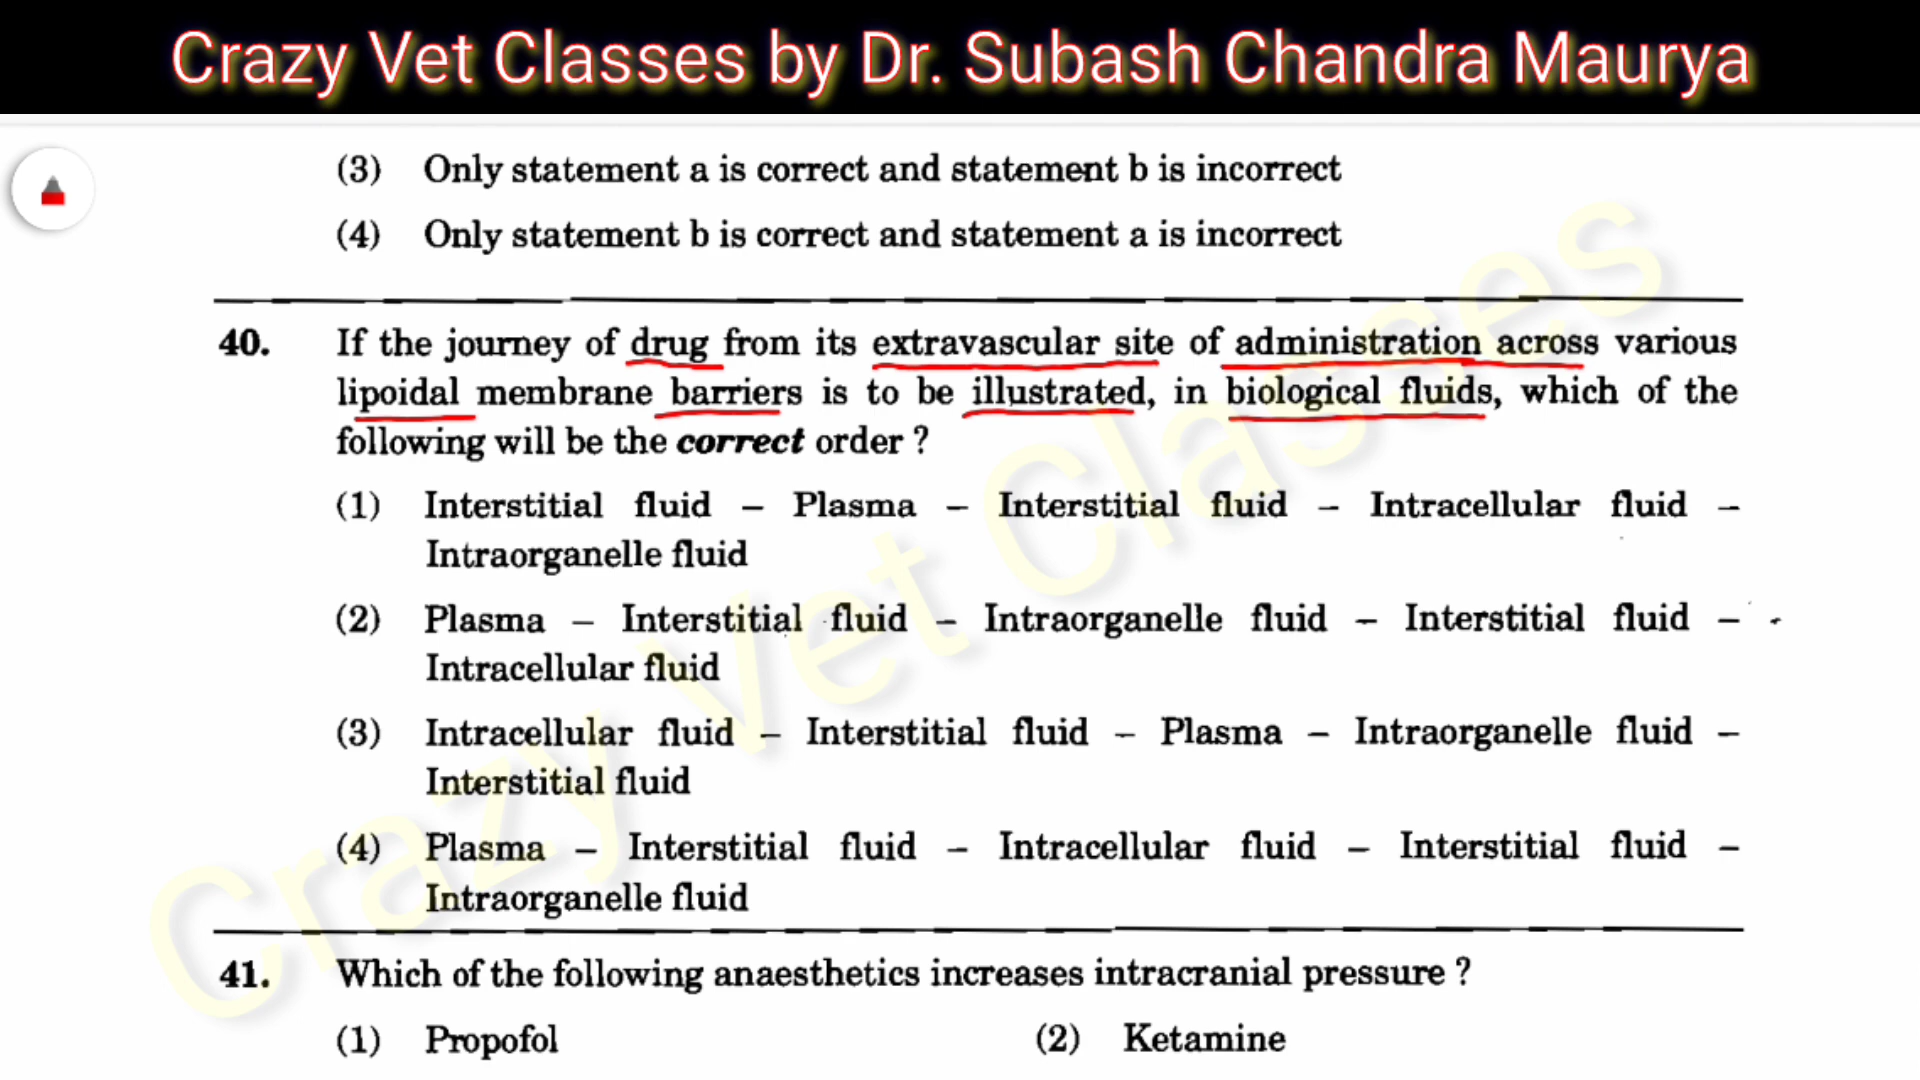 Crazy Vet Classes by Dr. Subash Chandra Maurya
(3) Only statement a is correct and statement b is incorrect
(4) Only statement b is correct and statement a is incorrect
40. If the journey of drug from its extravascular site of administration across various
lipoidal membrane barriers is to be illustrated, in biological fluids, which of the
following will be the correct order ?
(1) Interstitial fluid – Plasma – Interstitial fluid – Intracellular fluid –
Intraorganelle fluid
(2) Plasma – Interstitial fluid – Intraorganelle fluid – Interstitial fluid –
Intracellular fluid
(3) Intracellular fluid – Interstitial fluid – Plasma – Intraorganelle fluid –
Interstitial fluid
(4) Plasma – Interstitial fluid – Intracellular fluid – Interstitial fluid –
Intraorganelle fluid
41. Which of the following anaesthetics increases intracranial pressure ?
(1) Propofol (2) Ketamine
Crazy Vet Classes